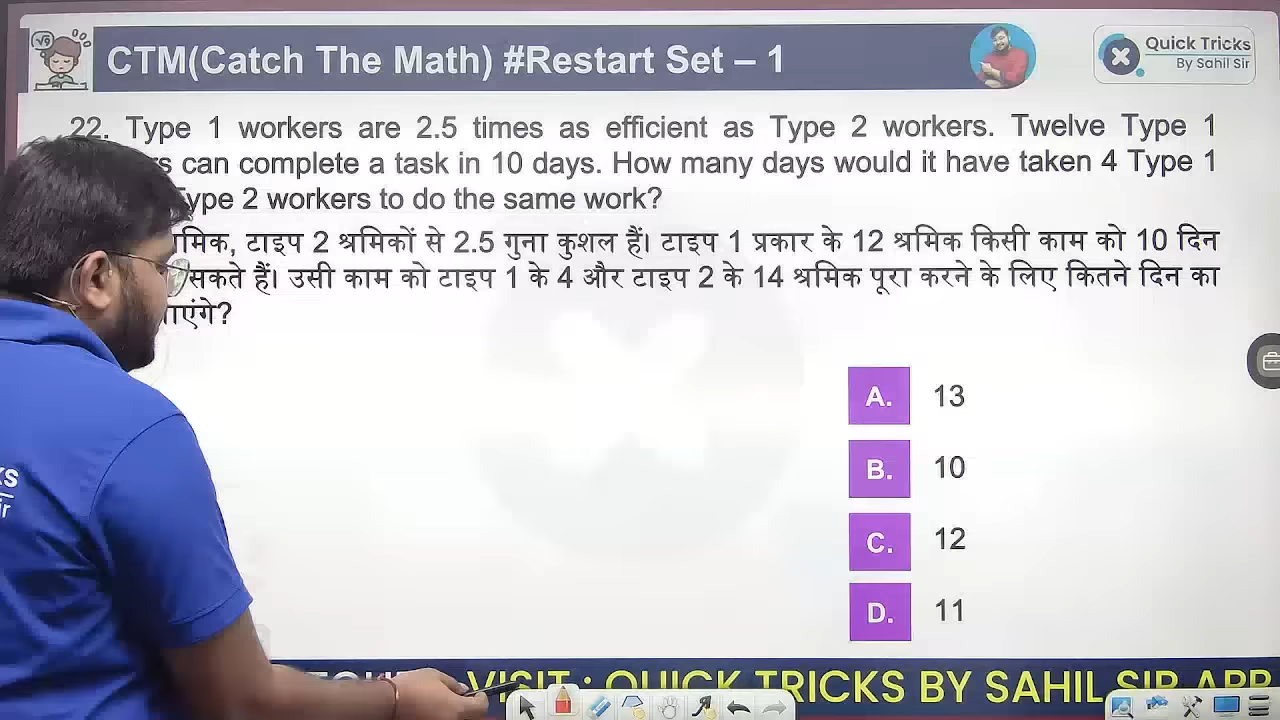 CTM(Catch The Math) #Restart Set – 1
Quick Tricks
By Sahil Sir
22. Type 1 workers are 2.5 times as efficient as Type 2 workers. Twelve Type 1
can complete a task in 10 days. How many days would it have taken 4 Type 1
Type 2 workers to do the same work?
टाइप 2 श्रमिकों से 2.5 गुना कुशल हैं। टाइप 1 प्रकार के 12 श्रमिक किसी काम को 10 दिन
सकते हैं। उसी काम को टाइप 1 के 4 और टाइप 2 के 14 श्रमिक पूरा करने के लिए कितने दिन का
A. 13
B. 10
C. 12
D. 11
VISIT : QUICK TRICKS BY SAHIL SIR APP